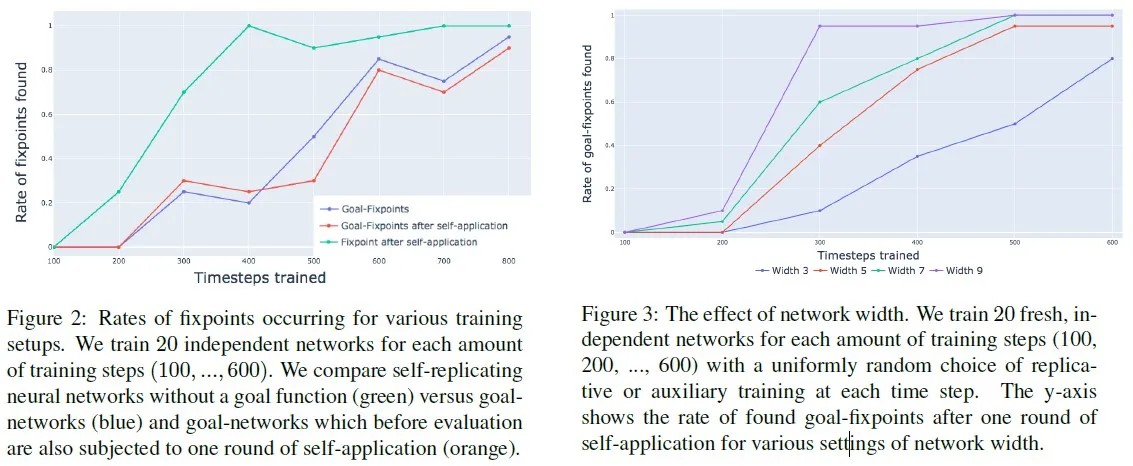 1
0.8
0.6
0.4
0.2
0
Rate of fixpoints found
100 200 300 400 500 600 700 800
Timesteps trained
Goal-Fixpoints
Goal-Fixpoints after self-application
Fixpoint after self-application
Figure 2: Rates of fixpoints occurring for various training
setups. We train 20 independent networks for each amount
of training steps (100, ..., 600). We compare self-replicating
neural networks without a goal function (green) versus goal-
networks (blue) and goal-networks which before evaluation
are also subjected to one round of self-application (orange).
1
0.8
0.6
0.4
0.2
0
Rate of goal-fixpoints found
100 200 300 400 500 600
Timesteps trained
Width 3 Width 5 Width 7 Width 9
Figure 3: The effect of network width. We train 20 fresh, in-
dependent networks for each amount of training steps (100,
200, ..., 600) with a uniformly random choice of replica-
tive or auxiliary training at each time step. The y-axis
shows the rate of found goal-fixpoints after one round of
self-application for various settings of network width.